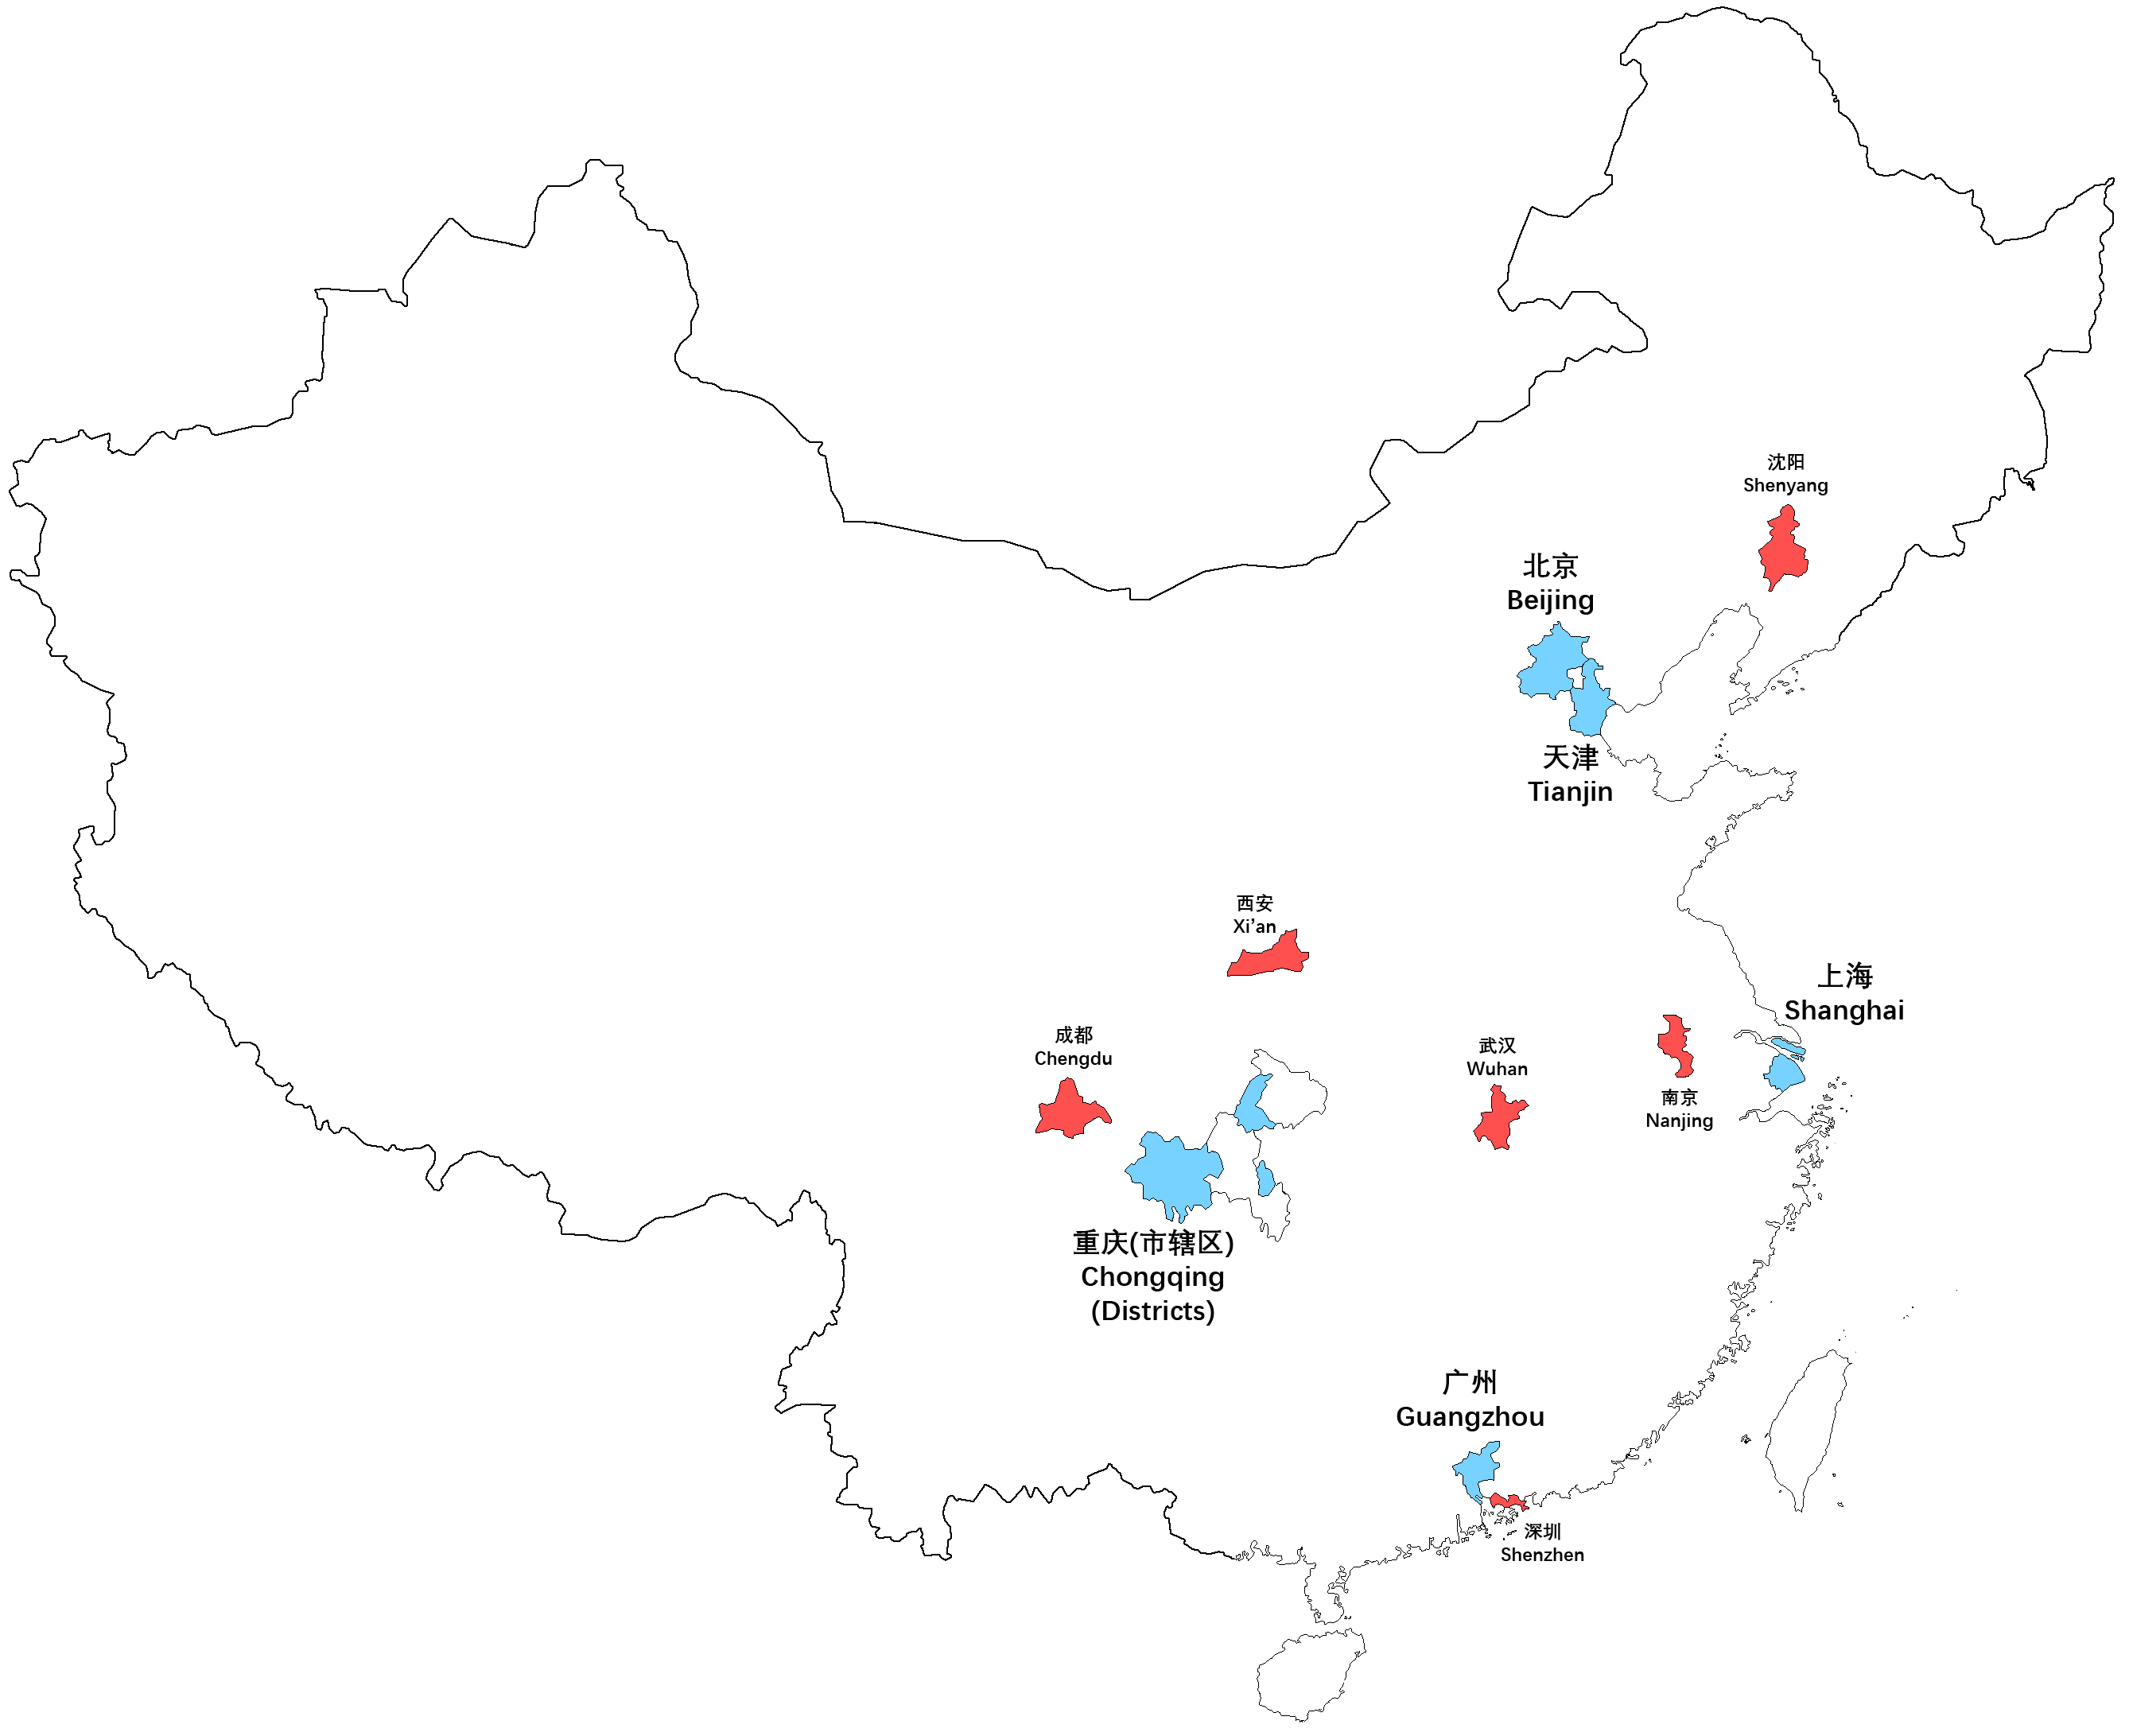 沈阳
Shenyang
北京
Beijing
天津
Tianjin
西安
Xi’an
上海
Shanghai
成都
Chengdu
武汉
Wuhan
南京
Nanjing
重庆(市辖区)
Chongqing
(Districts)
广州
Guangzhou
深圳
Shenzhen